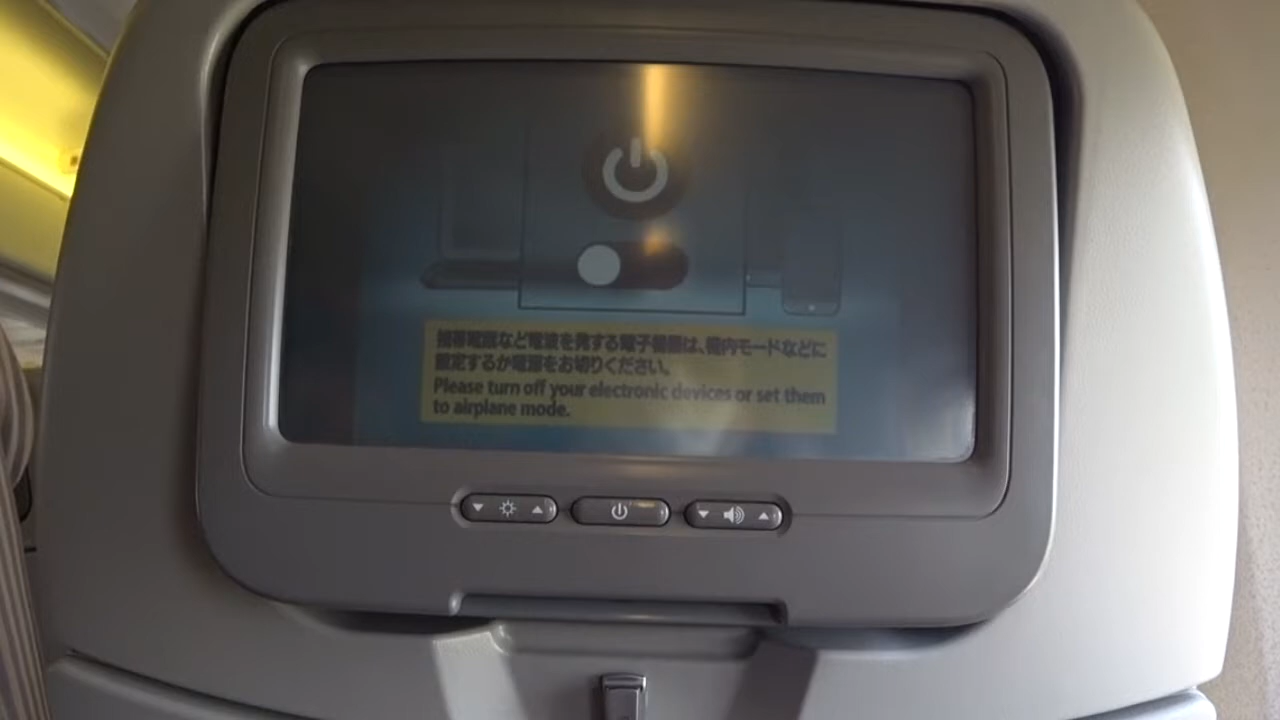 携帯電話など電波を発する電子機器は、機内モードなどに
設定するか電源をお切りください。
Please turn off your electronic devices or set them
to airplane mode.